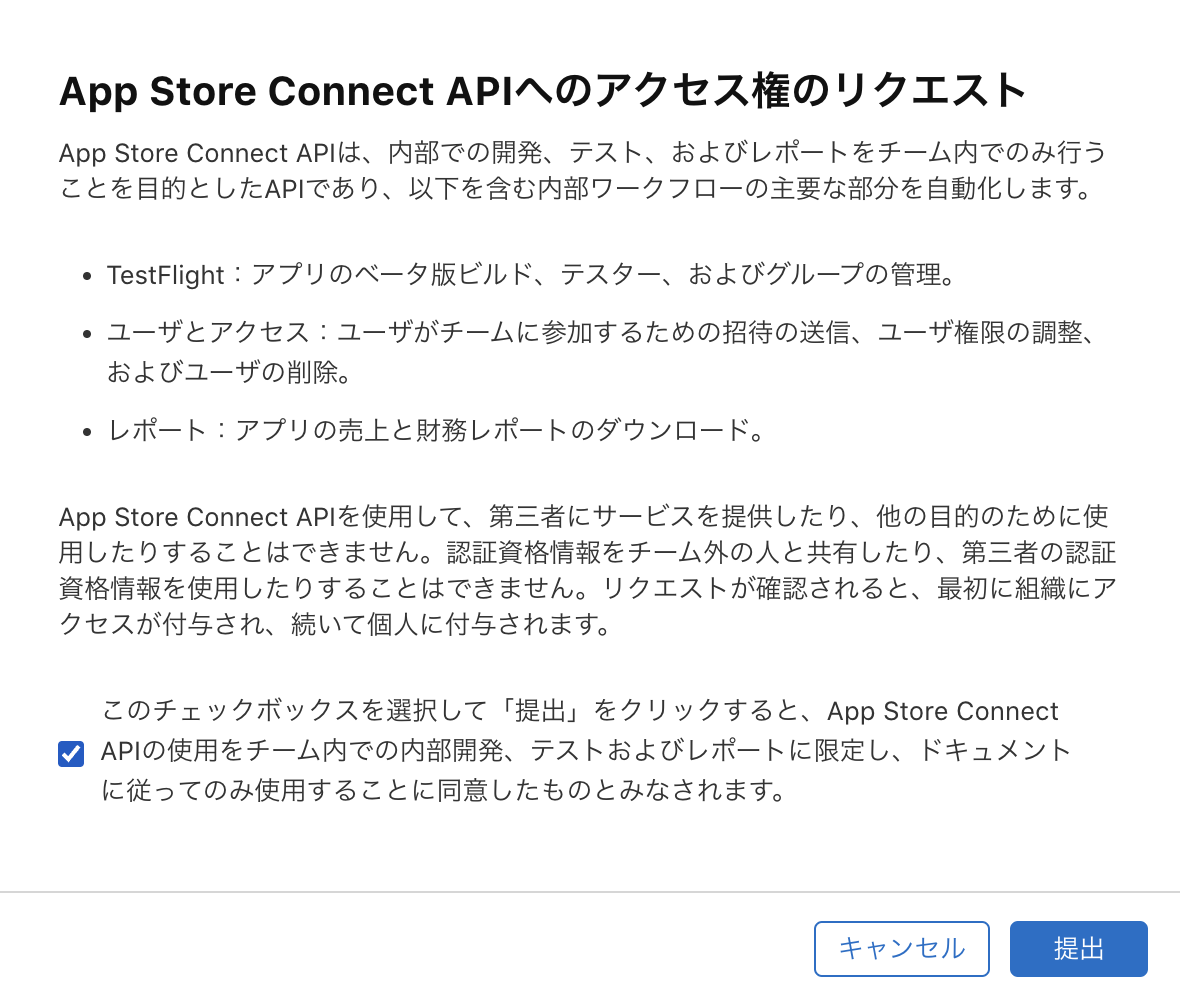 App Store Connect APIへのアクセス権のリクエスト
App Store Connect APIは、内部での開発、テスト、およびレポートをチーム内でのみ行う
ことを目的としたAPIであり、以下を含む内部ワークフローの主要な部分を自動化します。
• TestFlight：アプリのベータ版ビルド、テスター、およびグループの管理。
• ユーザとアクセス：ユーザがチームに参加するための招待の送信、ユーザ権限の調整、
およびユーザの削除。
• レポート：アプリの売上と財務レポートのダウンロード。
App Store Connect APIを使用して、第三者にサービスを提供したり、他の目的のために使
用したりすることはできません。認証資格情報をチーム外の人と共有したり、第三者の認証
資格情報を使用したりすることはできません。リクエストが確認されると、最初に組織にア
クセスが付与され、続いて個人に付与されます。
このチェックボックスを選択して「提出」をクリックすると、App Store Connect
APIの使用をチーム内での内部開発、テストおよびレポートに限定し、ドキュメント
に従ってのみ使用することに同意したものとみなされます。
キャンセル
提出